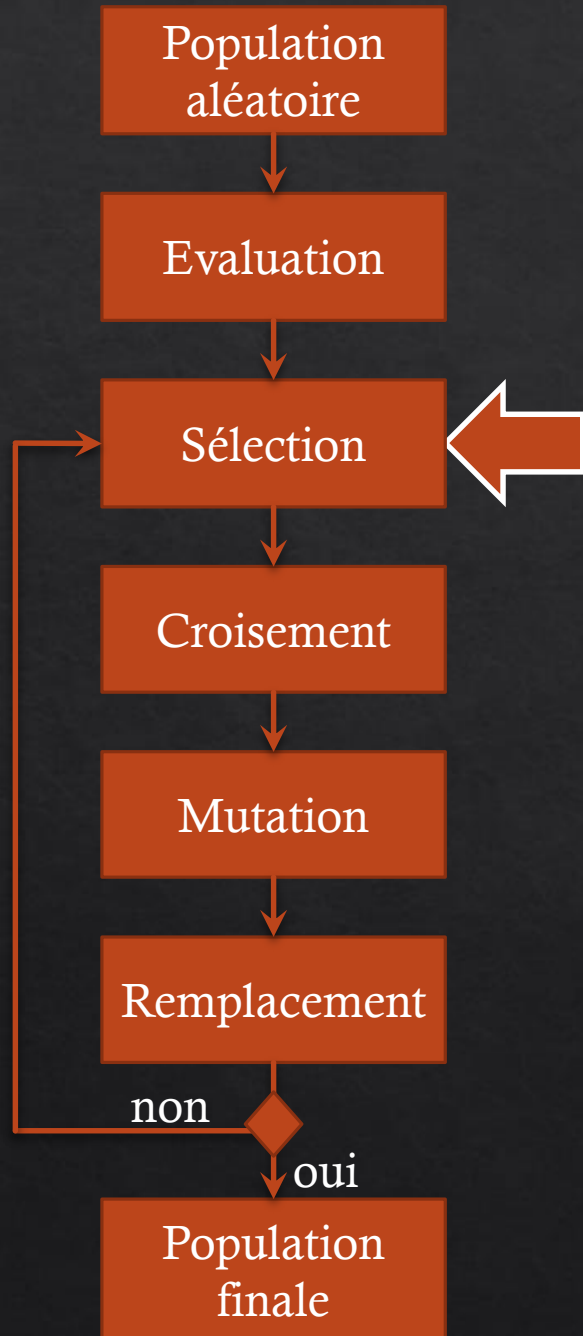 Population
aléatoire
Evaluation
Sélection
Croisement
Mutation
Remplacement
non
oui
Population
finale